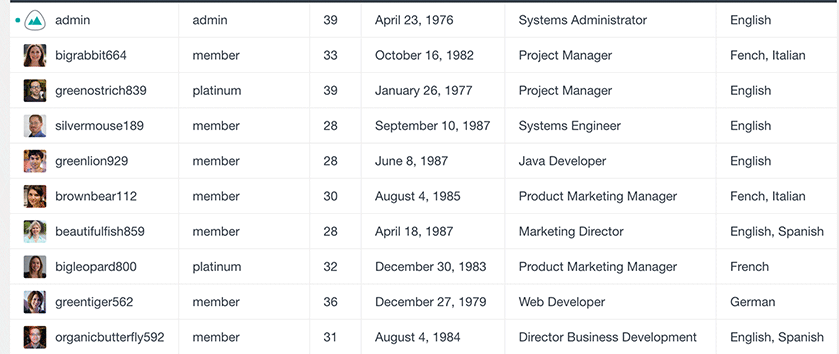 admin admin 39 April 23, 1976 Systems Administrator English
bigrabbit664 member 33 October 16, 1982 Project Manager Fench, Italian
greenostrich839 platinum 39 January 26, 1977 Project Manager English
silvermouse189 member 28 September 10, 1987 Systems Engineer English
greenlion929 member 28 June 8, 1987 Java Developer English
brownbear112 member 30 August 4, 1985 Product Marketing Manager Fench, Italian
beautifulfish859 member 28 April 18, 1987 Marketing Director English, Spanish
bigleopard800 platinum 32 December 30, 1983 Product Marketing Manager French
greentiger562 member 36 December 27, 1979 Web Developer German
organicbutterfly592 member 31 August 4, 1984 Director Business Development English, Spanish